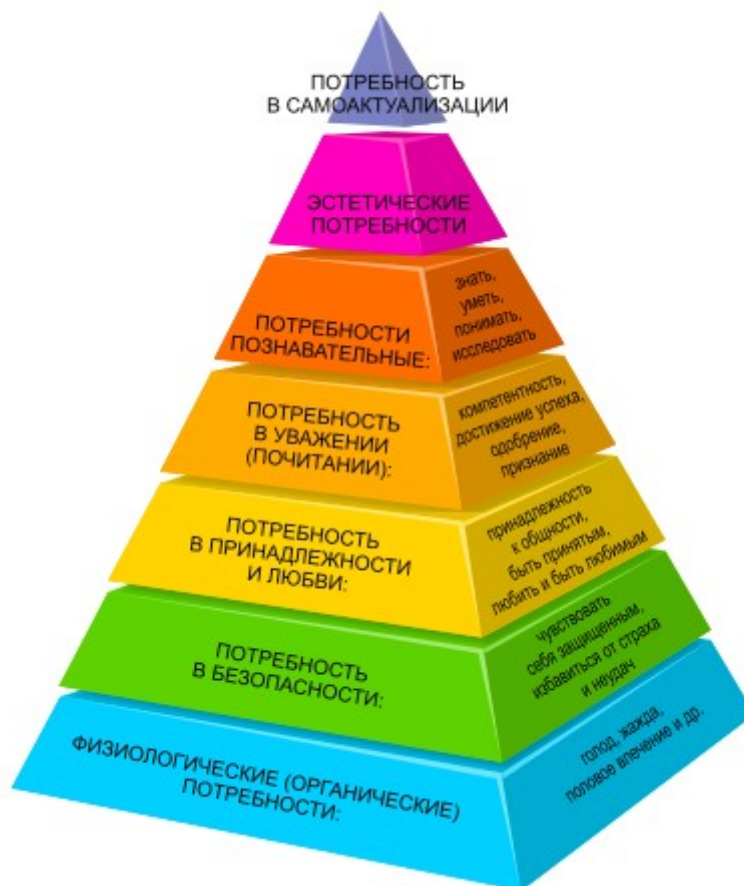 ПОТРЕБНОСТЬ
В САМОАКТУАЛИЗАЦИИ
ЭСТЕТИЧЕСКИЕ
ПОТРЕБНОСТИ
ПОТРЕБНОСТИ
ПОЗНАВАТЕЛЬНЫЕ:
знать,
уметь,
понимать,
исследовать
ПОТРЕБНОСТЬ
В УВАЖЕНИИ
(ПОЧИТАНИИ):
компетентность,
достижение успеха,
одобрение,
признание
ПОТРЕБНОСТЬ
В ПРИНАДЛЕЖНОСТИ
И ЛЮБВИ:
принадлежность
к общности,
быть принятым,
любить и быть любимым
ПОТРЕБНОСТЬ
В БЕЗОПАСНОСТИ:
чувствовать
себя защищенным,
избавиться от страха
и неудач
ФИЗИОЛОГИЧЕСКИЕ (ОРГАНИЧЕСКИЕ)
ПОТРЕБНОСТИ:
голод, жажда,
половое влечение и др.